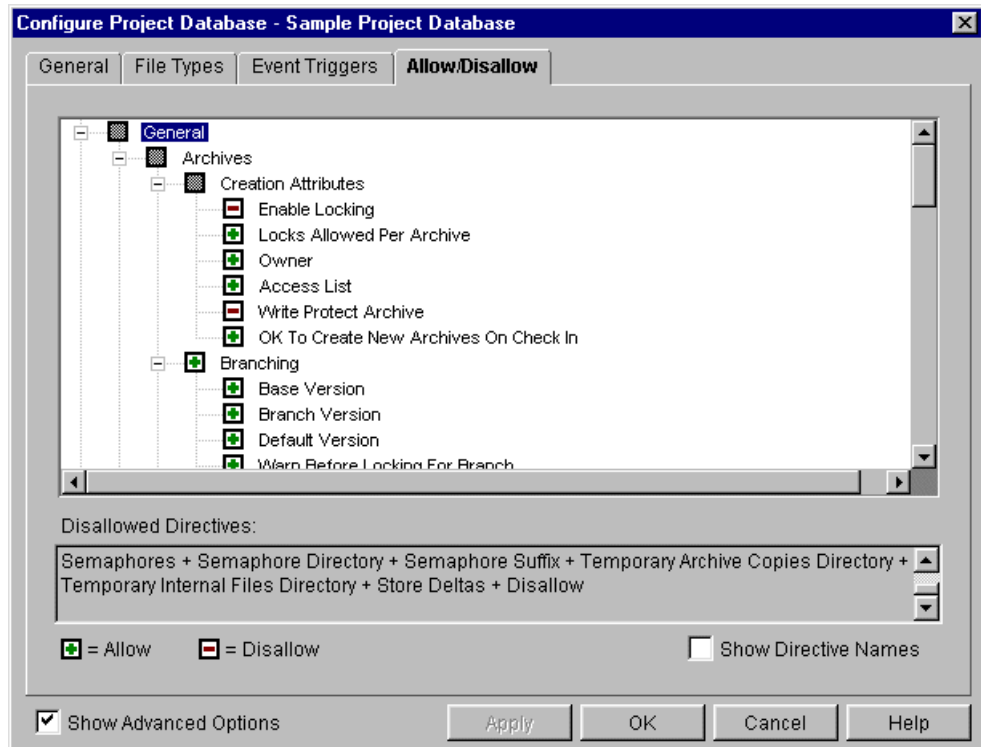 Configure Project Database - Sample Project Database
General File Types Event Triggers Allow/Disallow
General
Archives
Creation Attributes
Enable Locking
Locks Allowed Per Archive
Owner
Access List
Write Protect Archive
OK To Create New Archives On Check In
Branching
Base Version
Branch Version
Default Version
Warn Before Locking For Branch
Disallowed Directives:
Semaphores + Semaphore Directory + Semaphore Suffix + Temporary Archive Copies Directory +
Temporary Internal Files Directory + Store Deltas + Disallow
= Allow = Disallow Show Directive Names
Show Advanced Options Apply OK Cancel Help